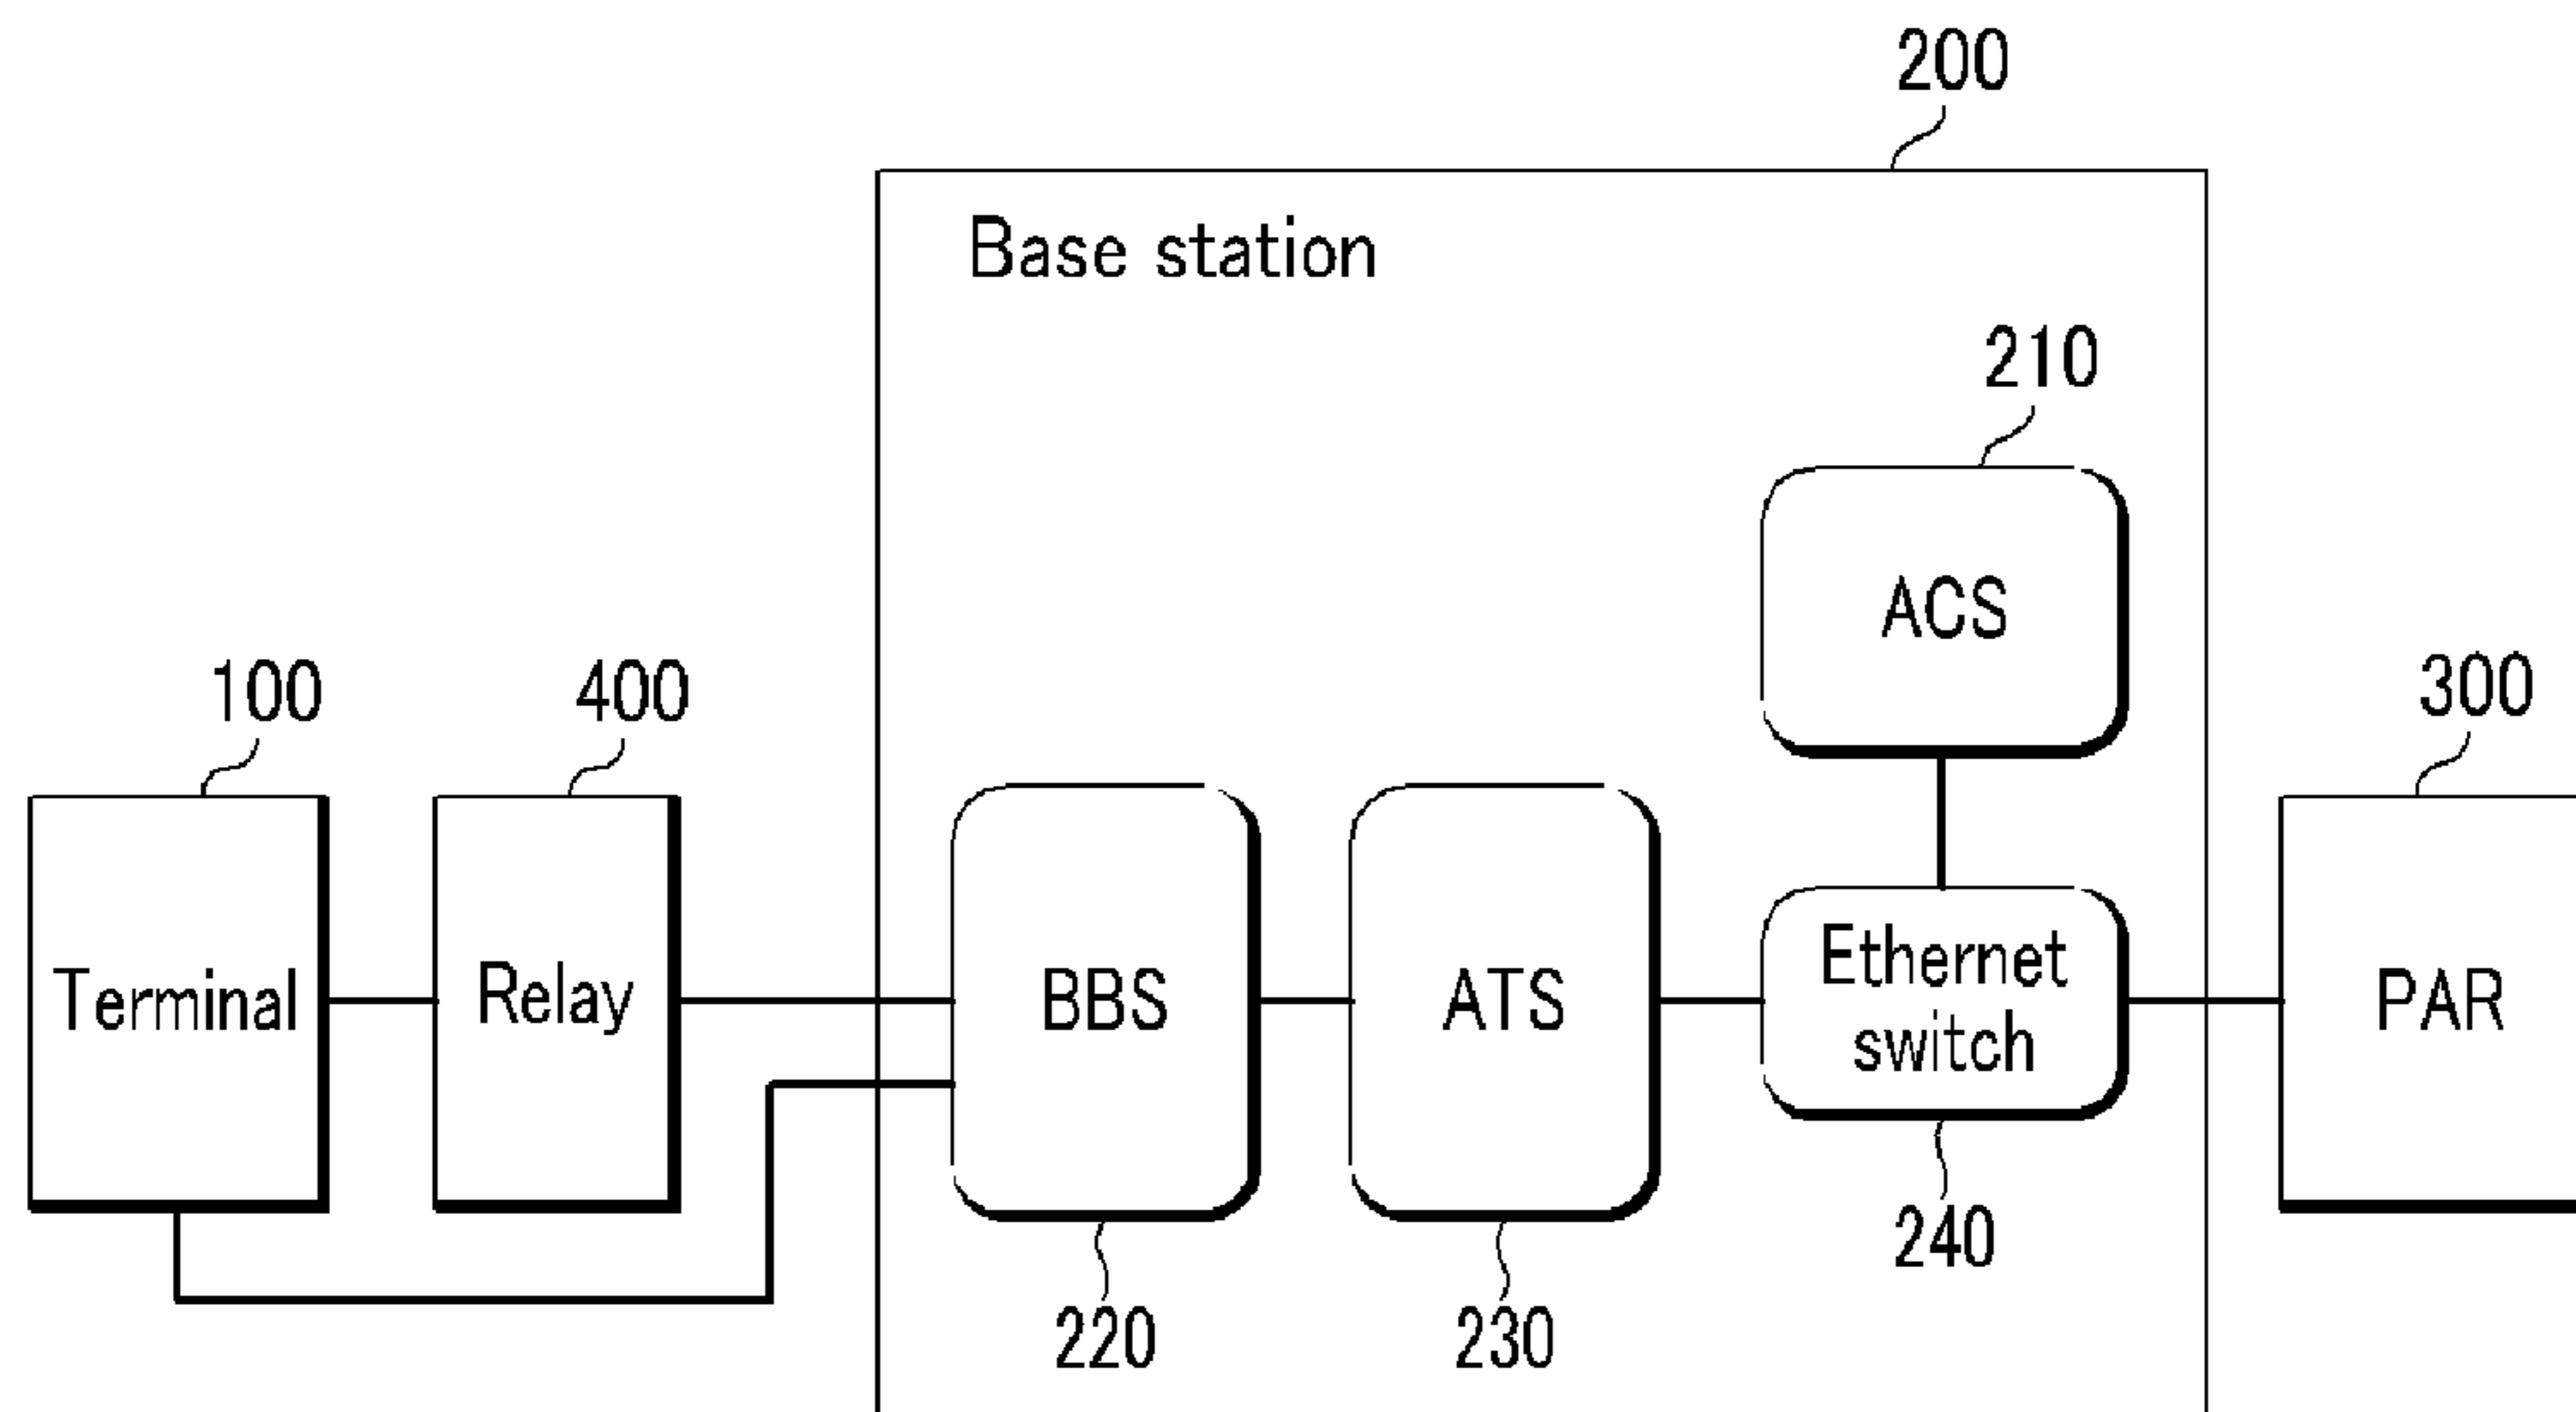 200
Base station
210
ACS
100
400
300
Terminal
Relay
BBS
ATS
Ethernet
switch
PAR
240
220
230